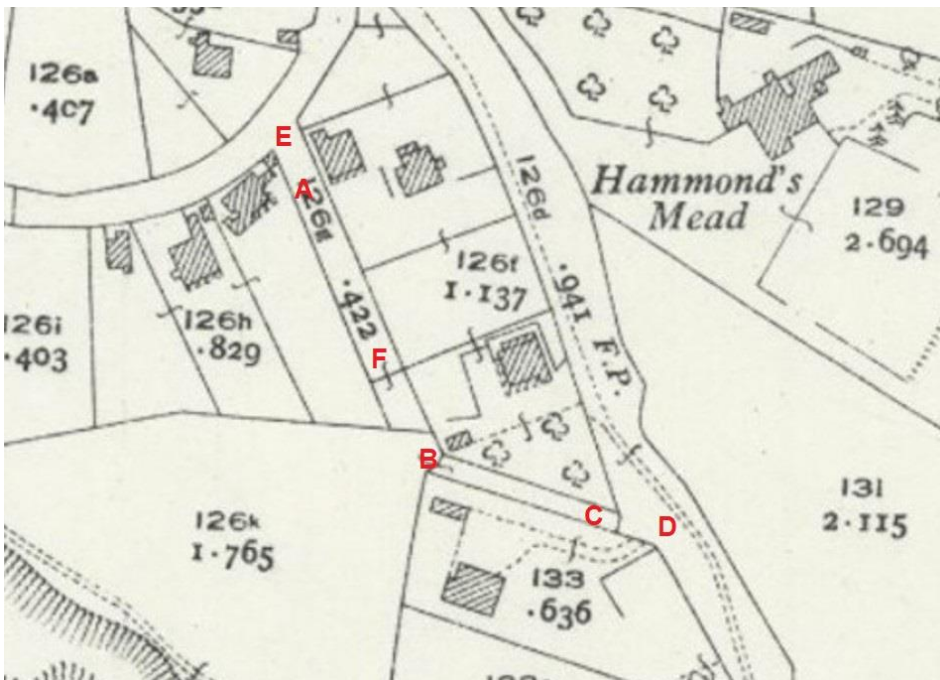 126a
·407
E
A
126g
·422
126d
·941
F.P.
Hammond's
Mead
129
2·694
126f
1·137
126i
·403
126h
·829
F
B
C
D
126k
1·765
133
·636
131
2·115